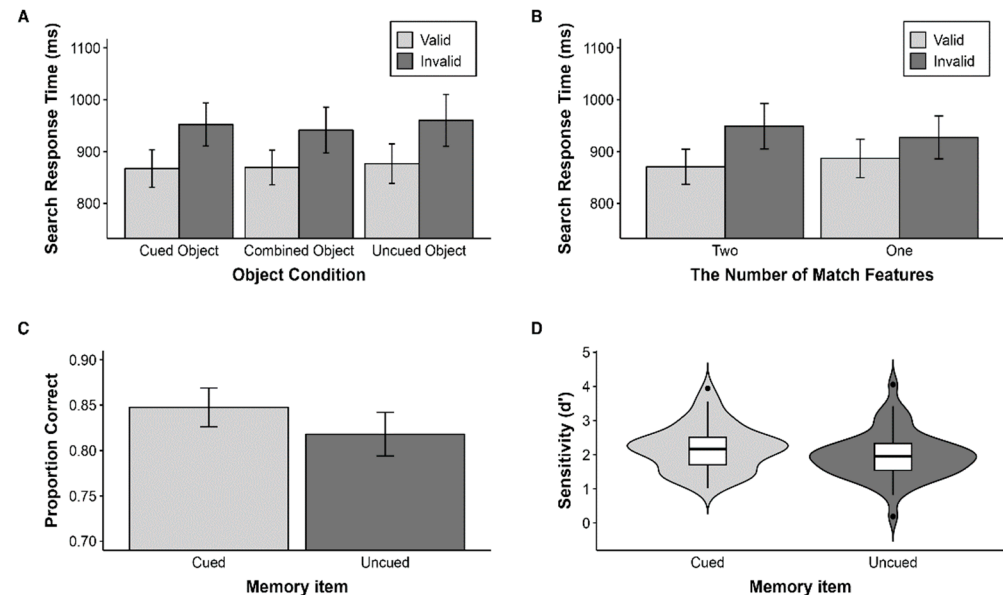 A
Search Response Time (ms)
1100
1000
900
800
Valid
Invalid
Cued Object Combined Object Uncued Object
Object Condition
B
Search Response Time (ms)
1100
1000
900
800
Valid
Invalid
Two One
The Number of Match Features
C
Proportion Correct
0.90
0.85
0.80
0.70
Cued Uncued
Memory item
D
Sensitivity (d')
5
4
3
2
1
0
Cued Uncued
Memory item